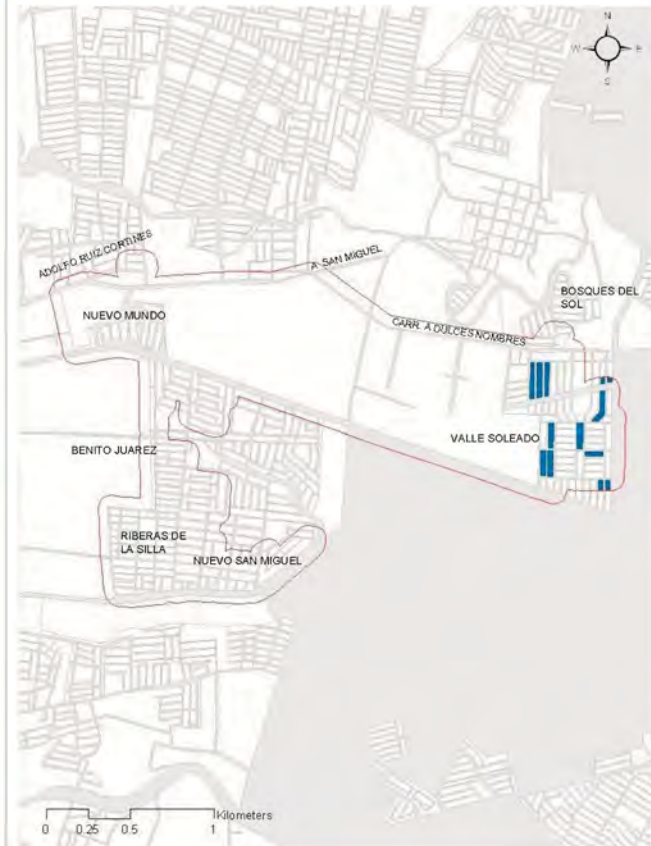 N
W E
S
ADOLFO RUIZ CORTINES
A. SAN MIGUEL
BOSQUES DEL
SOL
NUEVO MUNDO
CARR. A DULCES NOMBRES
VALLE SOLEADO
BENITO JUAREZ
RIBERAS DE
LA SILLA
NUEVO SAN MIGUEL
Kilometers
0 0.25 0.5 1